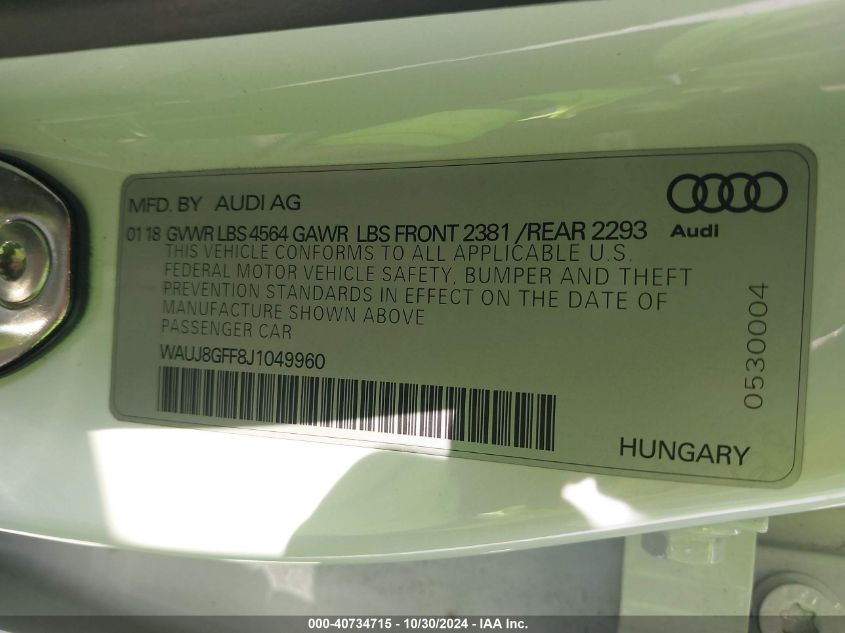 MFD. BY AUDI AG
01 18 GVWR LBS 4564 GAWR LBS FRONT 2381 /REAR 2293
Audi
THIS VEHICLE CONFORMS TO ALL APPLICABLE U.S.
FEDERAL MOTOR VEHICLE SAFETY, BUMPER AND THEFT
PREVENTION STANDARDS IN EFFECT ON THE DATE OF
MANUFACTURE SHOWN ABOVE
PASSENGER CAR
WAUJ8GFF8J1049960
0530004
HUNGARY
000-40734715 - 10/30/2024 - IAA Inc.